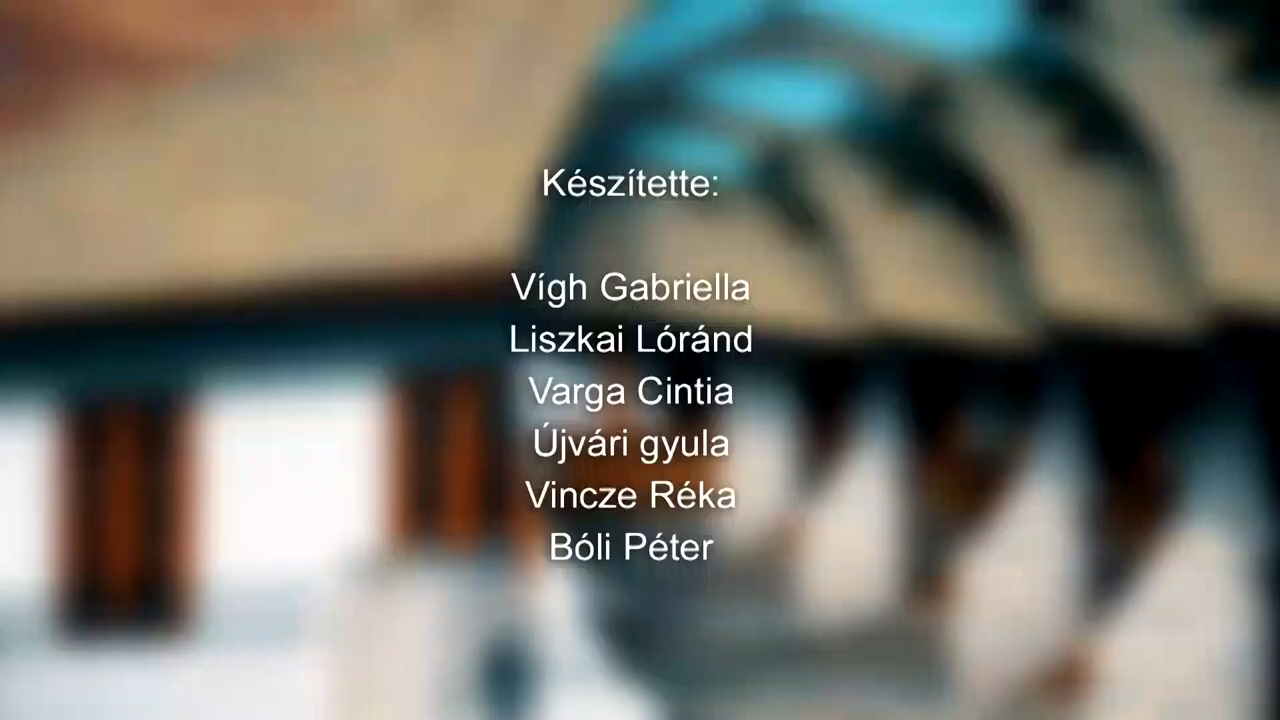 Készítette:
Vígh Gabriella
Liszkai Lóránd
Varga Cintia
Újvári gyula
Vincze Réka
Bóli Péter